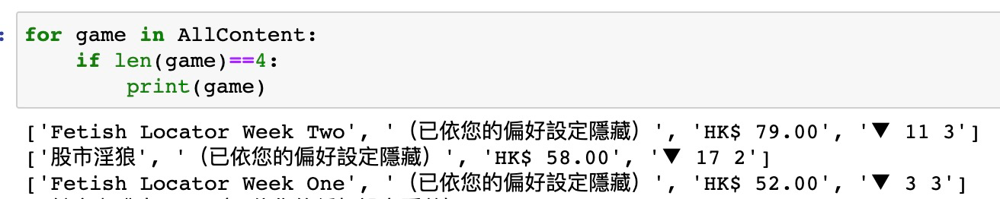 :
for game in AllContent:
    if len(game)==4:
        print(game)
['Fetish Locator Week Two', ' （已依您的偏好設定隱藏）', 'HK$ 79.00', '▼ 11 3']
['股市淫狼', ' （已依您的偏好設定隱藏）', 'HK$ 58.00', '▼ 17 2']
['Fetish Locator Week One', ' （已依您的偏好設定隱藏）', 'HK$ 52.00', '▼ 3 3']